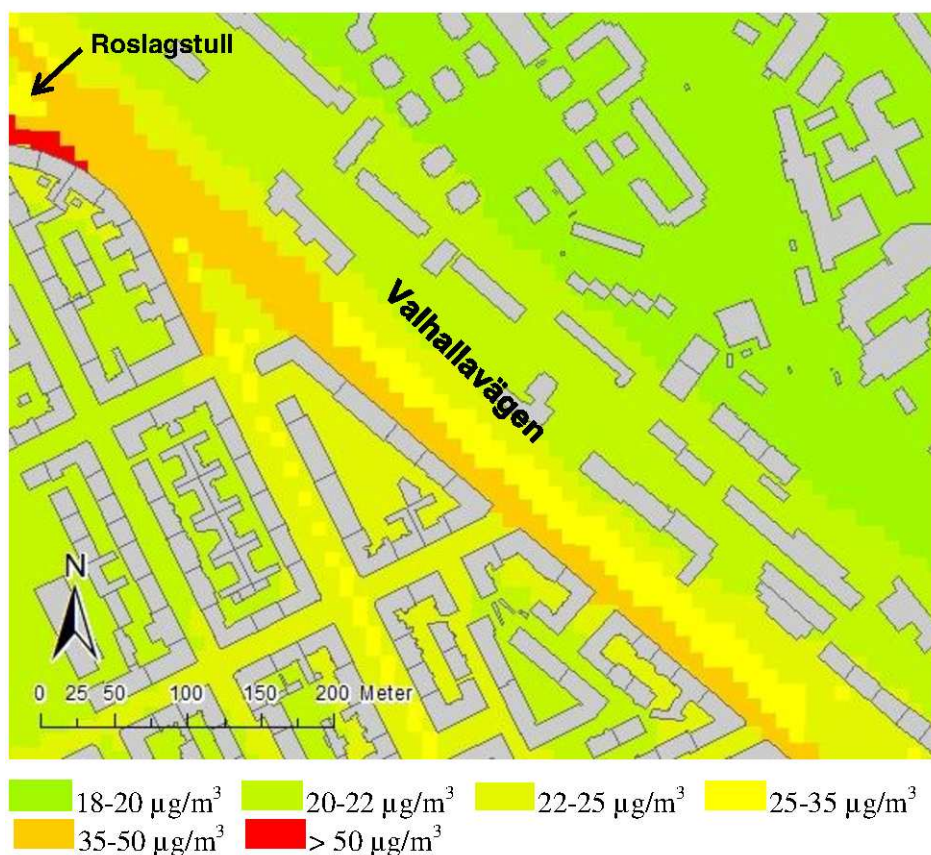 Roslagstull
Valhallavägen
N
0 25 50 100 150 200 Meter
18-20 µg/m³ 20-22 µg/m³ 22-25 µg/m³ 25-35 µg/m³
35-50 µg/m³ > 50 µg/m³